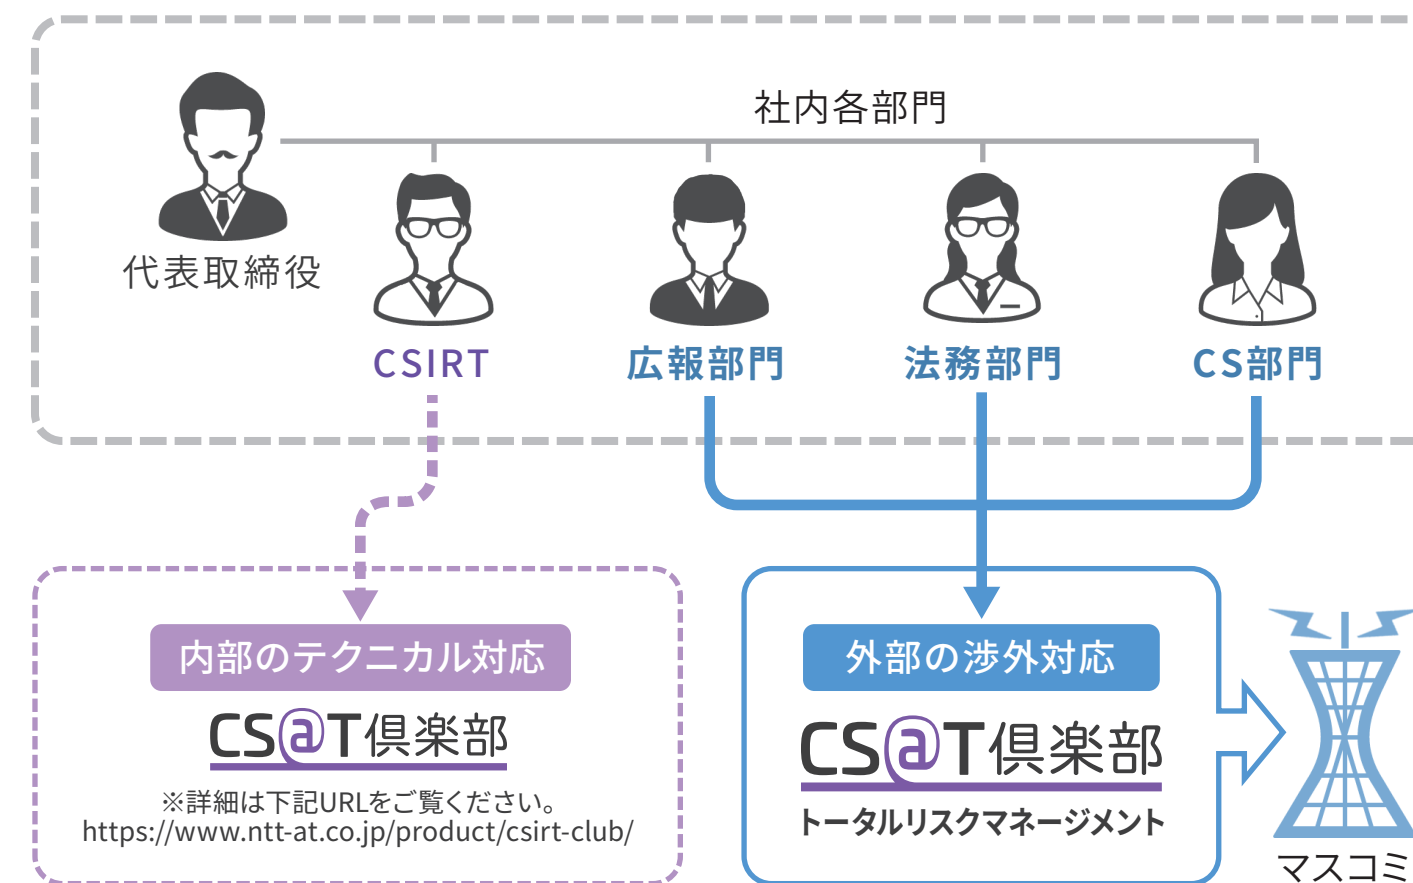 社内各部門
代表取締役
CSIRT
広報部門
法務部門
CS部門
内部のテクニカル対応
CS@T倶楽部
※詳細は下記URLをご覧ください。
https://www.ntt-at.co.jp/product/csirt-club/
外部の渉外対応
CS@T倶楽部
トータルリスクマネージメント
マスコミ